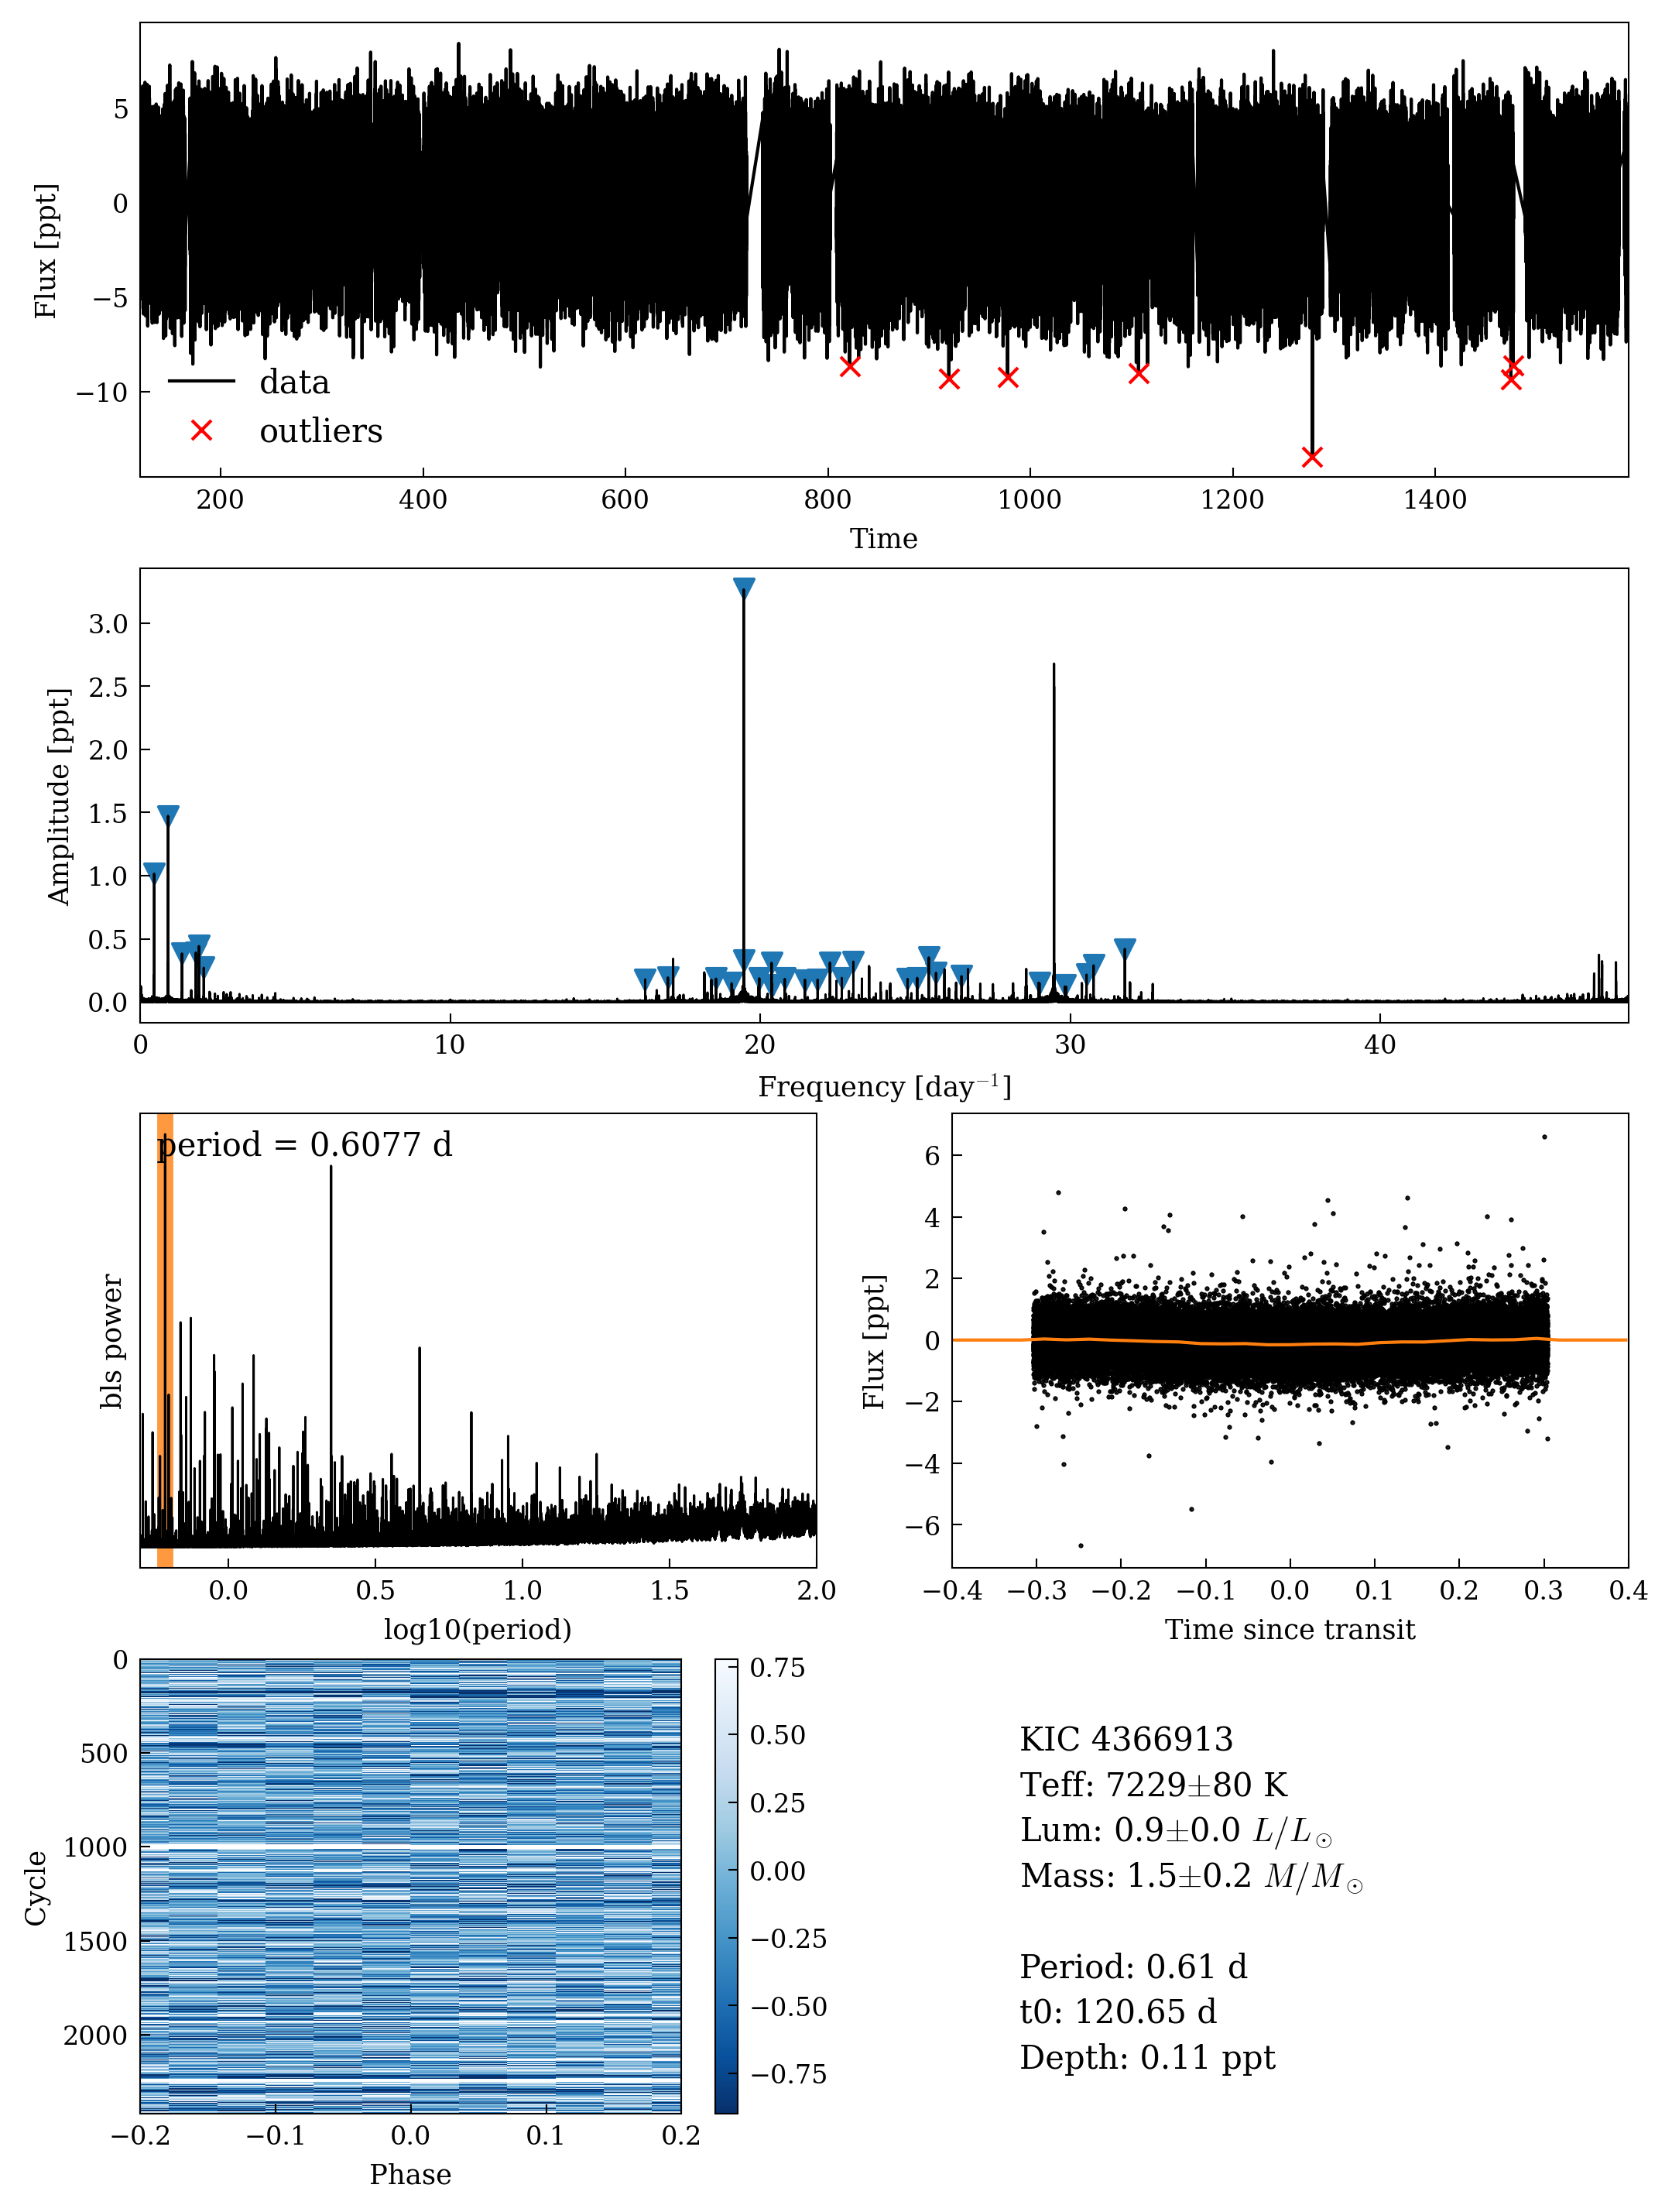 5
0
−5
−10
Flux [ppt]
data
outliers
200 400 600 800 1000 1200 1400
Time
3.0
2.5
2.0
1.5
1.0
0.5
0.0
Amplitude [ppt]
0 10 20 30 40
Frequency [day⁻¹]
period = 0.6077 d
bls power
0.0 0.5 1.0 1.5 2.0
log10(period)
6
4
2
0
−2
−4
−6
Flux [ppt]
−0.4 −0.3 −0.2 −0.1 0.0 0.1 0.2 0.3 0.4
Time since transit
0
500
1000
1500
2000
Cycle
−0.2 −0.1 0.0 0.1 0.2
Phase
0.75
0.50
0.25
0.00
−0.25
−0.50
−0.75
KIC 4366913
Teff: 7229±80 K
Lum: 0.9±0.0 L/L⊙
Mass: 1.5±0.2 M/M⊙
Period: 0.61 d
t0: 120.65 d
Depth: 0.11 ppt